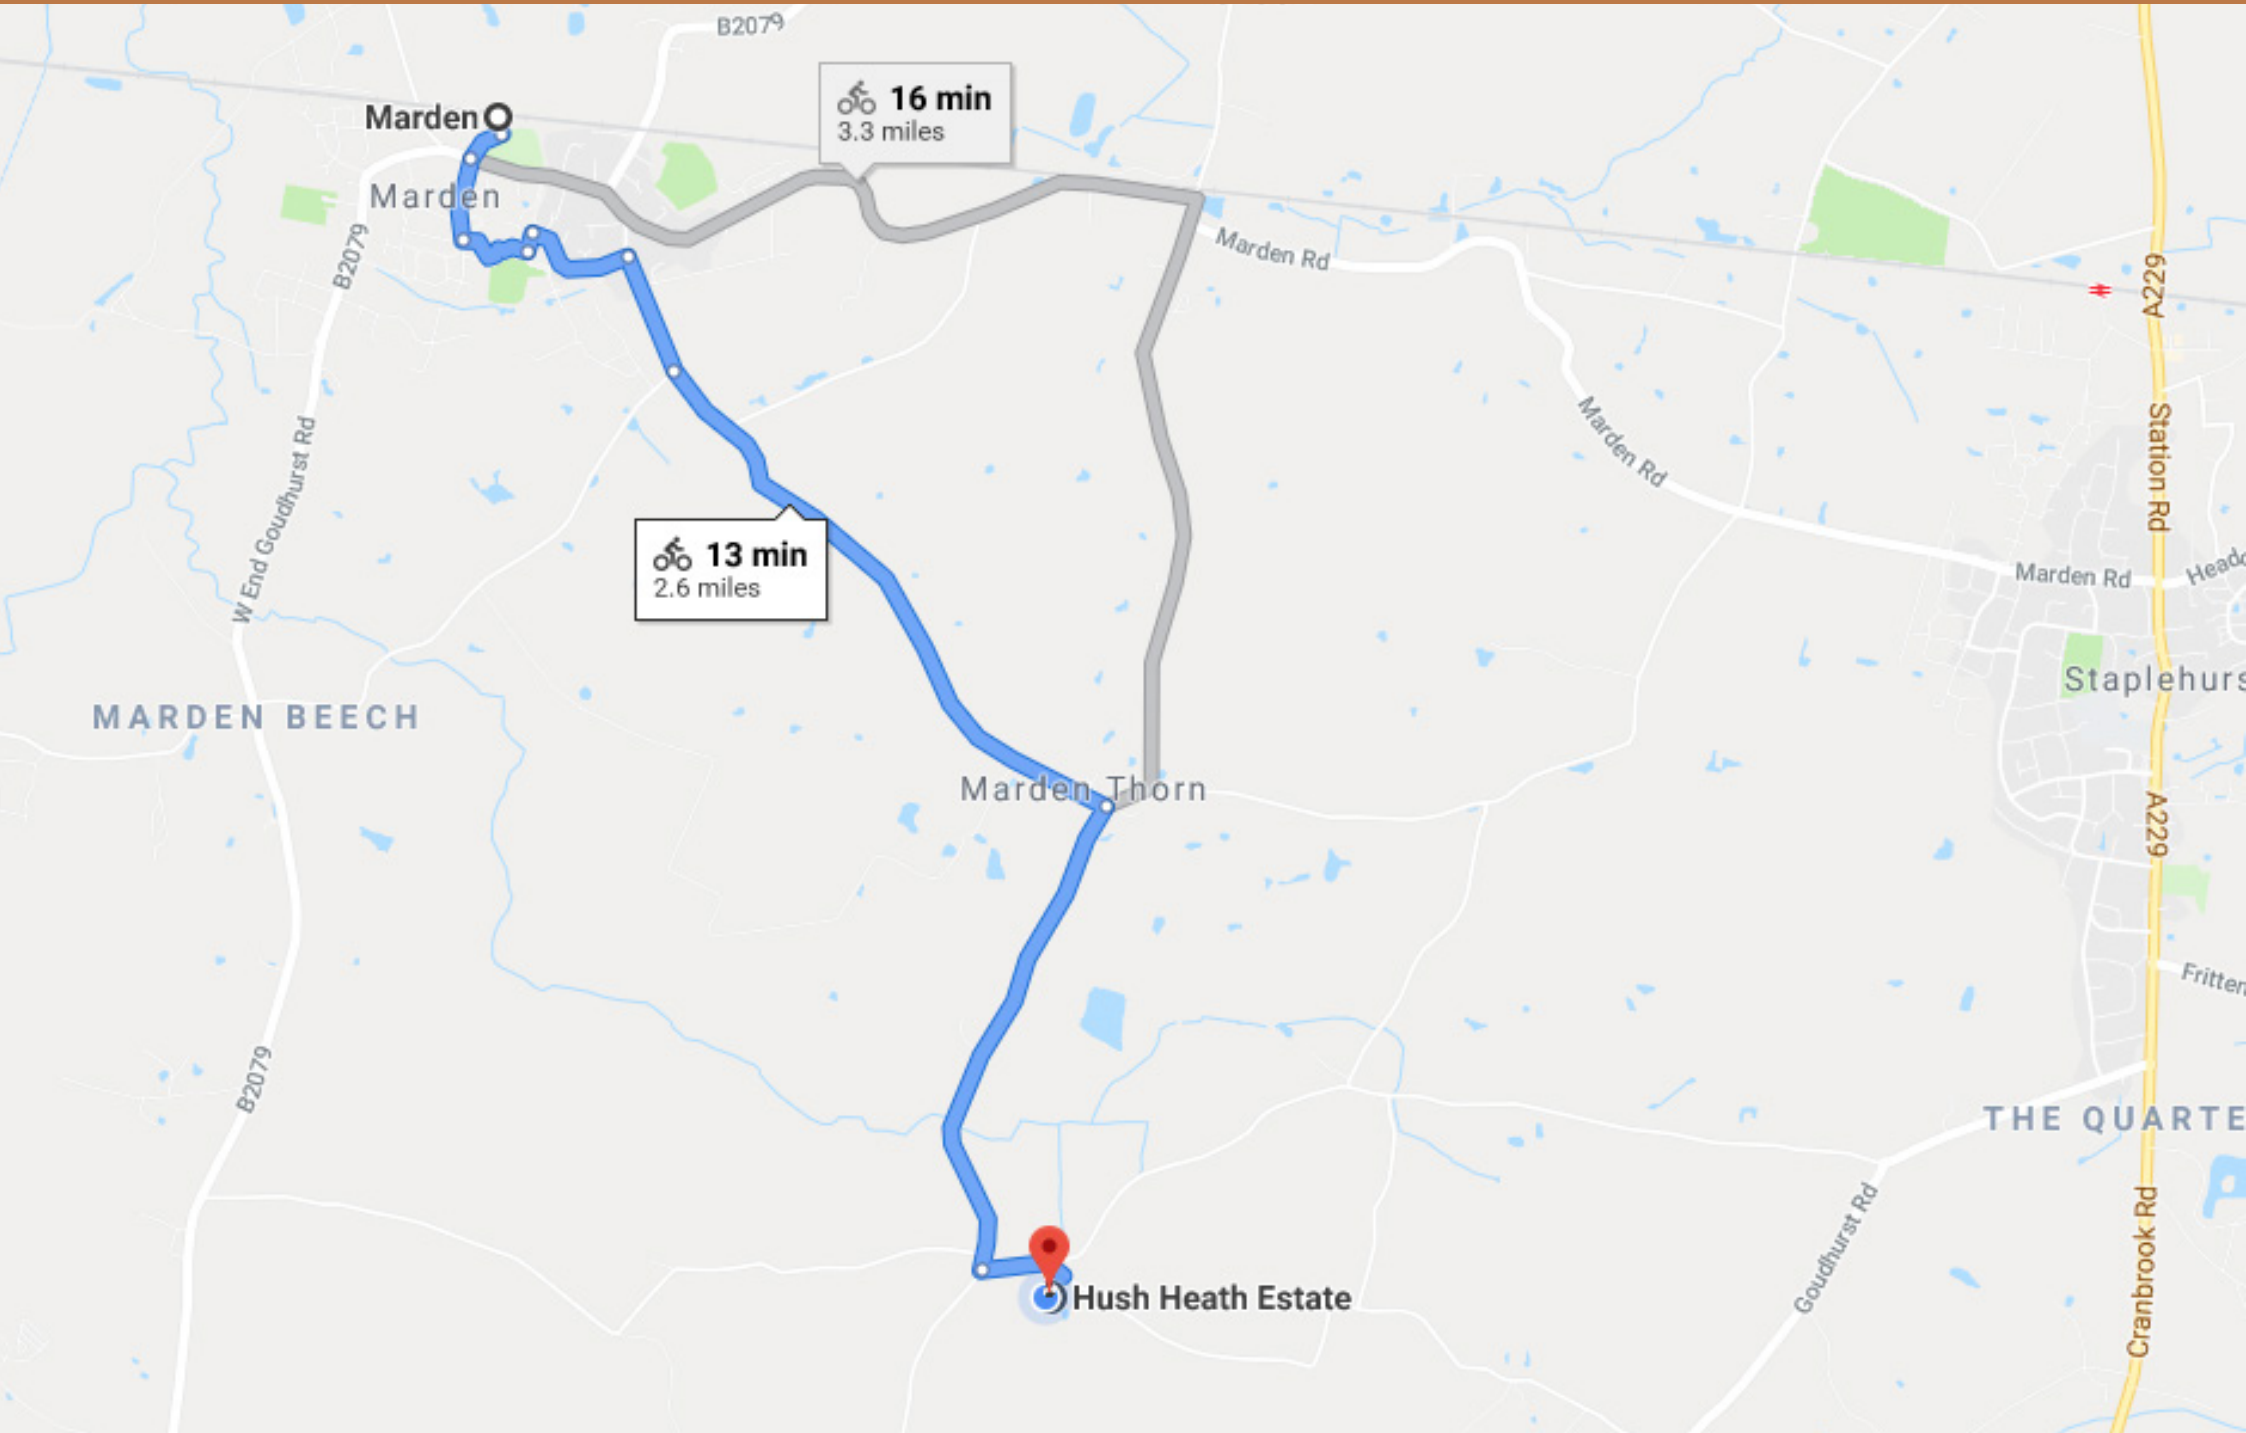 B2079
16 min
3.3 miles
Marden
Marden
B2079
Marden Rd
A229
Marden Rd
Station Rd
W End Goudhurst Rd
13 min
2.6 miles
Marden Rd
Headc
Staplehurs
MARDEN BEECH
Marden Thorn
A229
Fritten
B2079
THE QUARTE
Goudhurst Rd
Cranbrook Rd
Hush Heath Estate